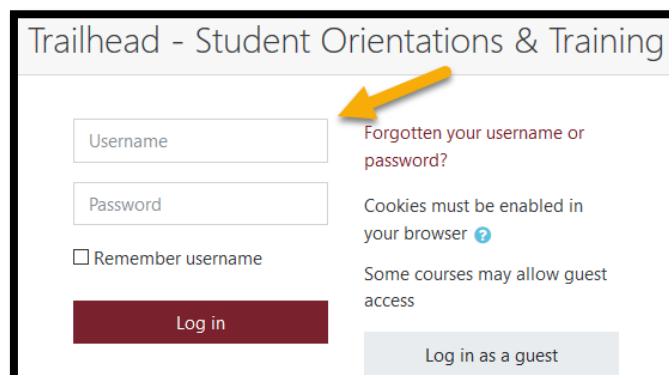 Trailhead - Student Orientations & Training
Username
Password
Remember username
Log in
Forgotten your username or
password?
Cookies must be enabled in
your browser ?
Some courses may allow guest
access
Log in as a guest